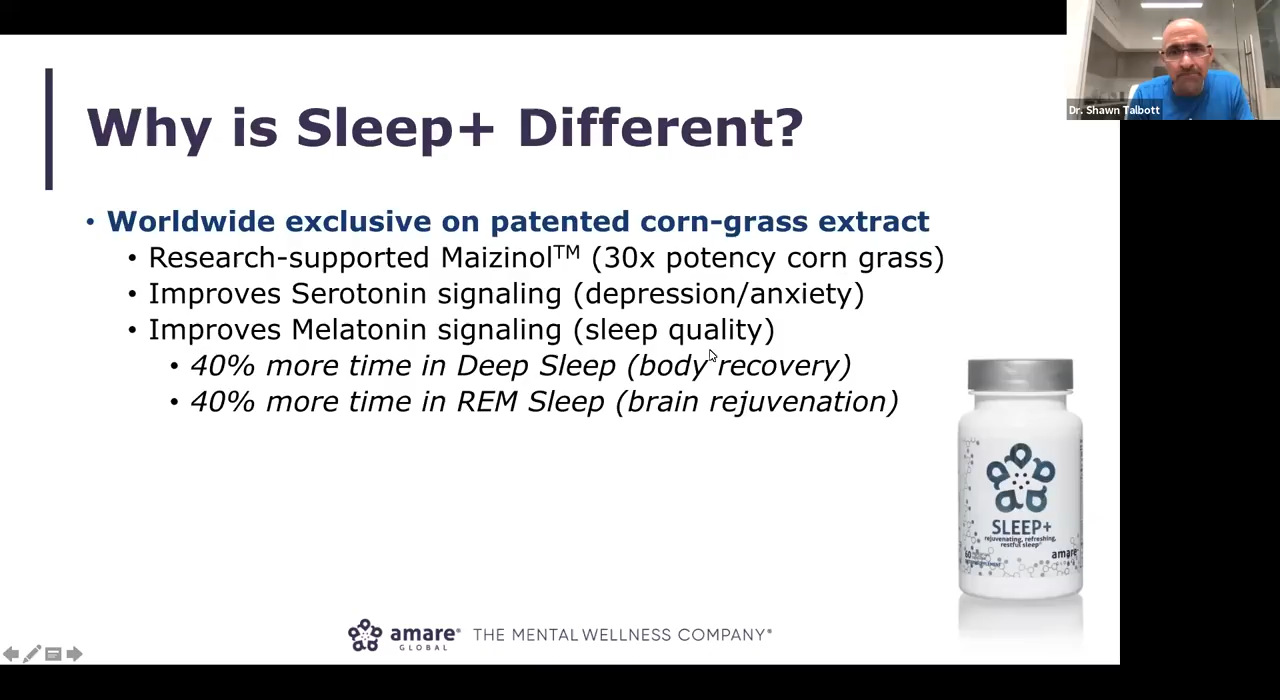 Dr. Shawn Talbott
Why is Sleep+ Different?
• Worldwide exclusive on patented corn-grass extract
• Research-supported Maizinol™ (30x potency corn grass)
• Improves Serotonin signaling (depression/anxiety)
• Improves Melatonin signaling (sleep quality)
• 40% more time in Deep Sleep (body recovery)
• 40% more time in REM Sleep (brain rejuvenation)
SLEEP+
rejuvenating, refreshing,
restful sleep*
60
amare
amare®
GLOBAL
THE MENTAL WELLNESS COMPANY®